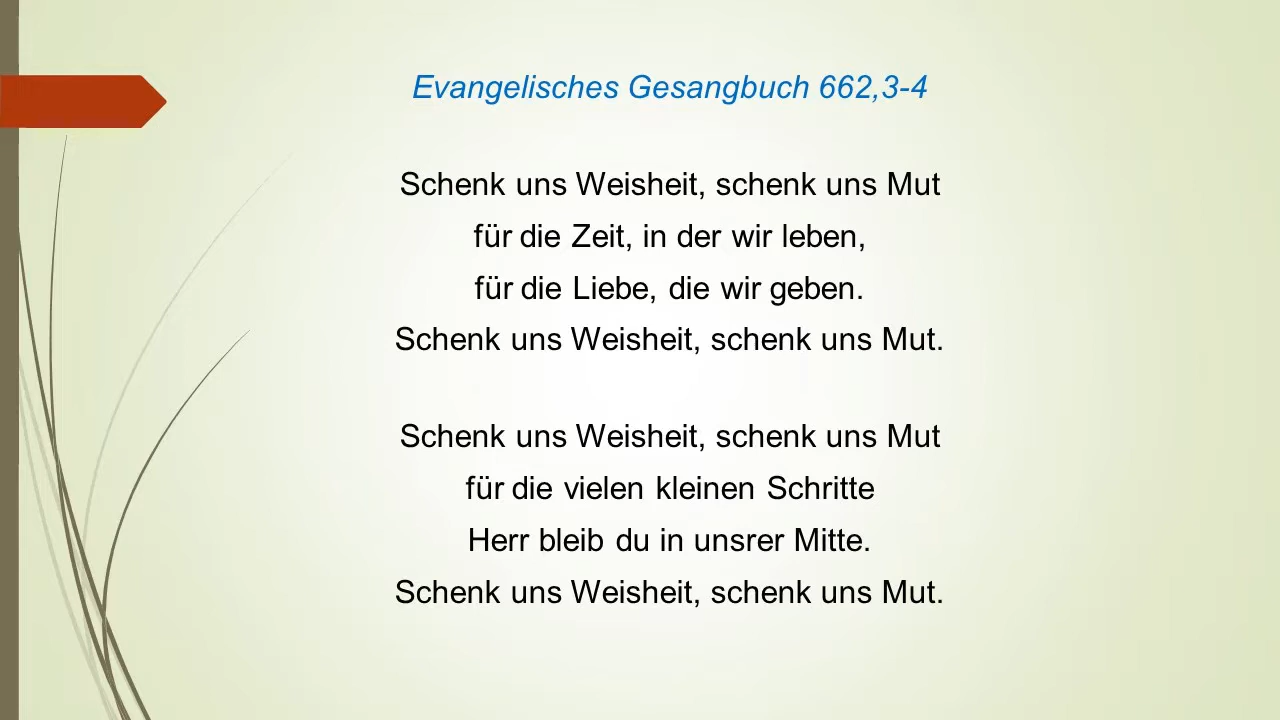 Evangelisches Gesangbuch 662,3-4
Schenk uns Weisheit, schenk uns Mut
für die Zeit, in der wir leben,
für die Liebe, die wir geben.
Schenk uns Weisheit, schenk uns Mut.
Schenk uns Weisheit, schenk uns Mut
für die vielen kleinen Schritte
Herr bleib du in unsrer Mitte.
Schenk uns Weisheit, schenk uns Mut.